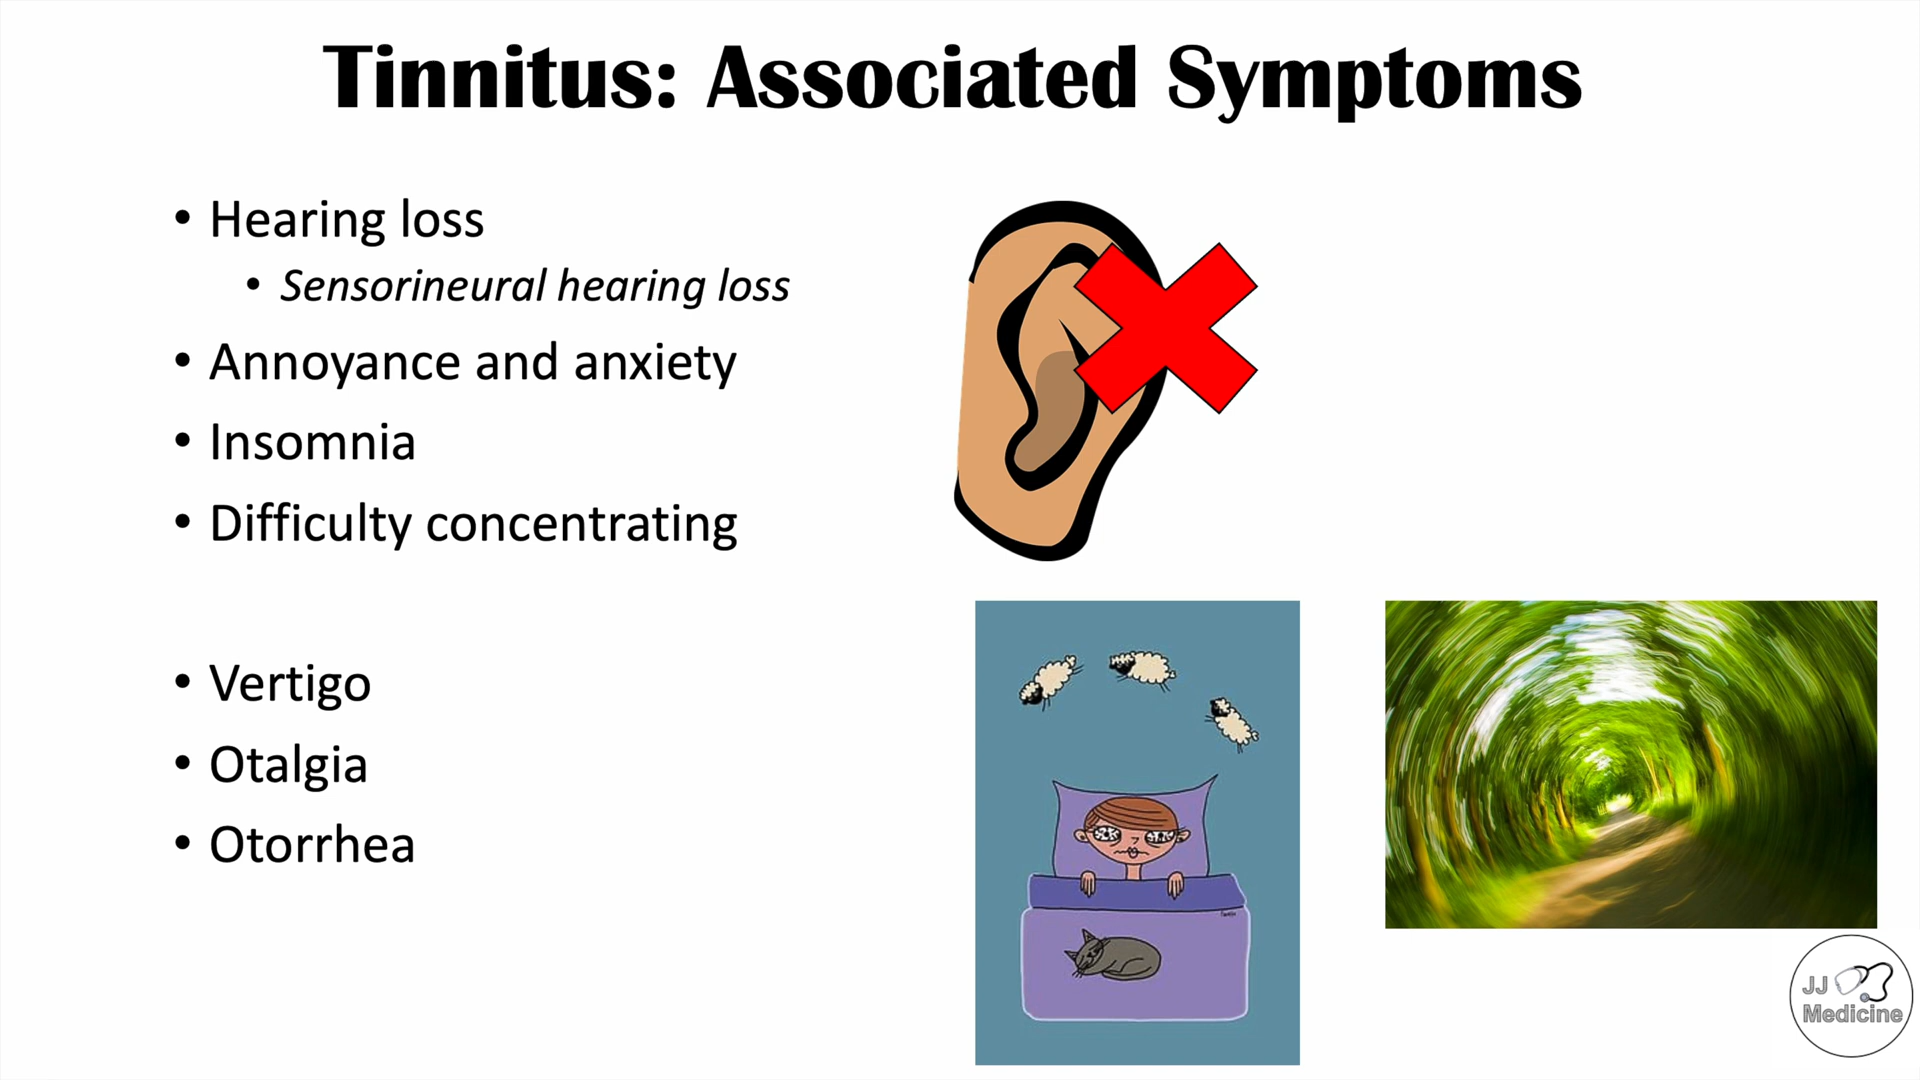 Tinnitus: Associated Symptoms
• Hearing loss
• Sensorineural hearing loss
• Annoyance and anxiety
• Insomnia
• Difficulty concentrating
• Vertigo
• Otalgia
• Otorrhea
JJ
Medicine